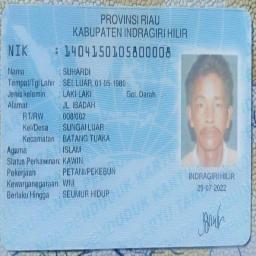 PROVINSI RIAU
KABUPATEN INDRAGIRI HILIR
NIK : 1404150105800008
Nama : SUHARDI
Tempat/Tgl Lahir : SEI. LUAR, 01-05-1980
Jenis kelamin : LAKI-LAKI Gol. Darah
Alamat : JL. IBADAH
RT/RW : 008/002
Kel/Desa : SUNGAI LUAR
Kecamatan : BATANG TUAKA
Agama : ISLAM
Status Perkawinan: KAWIN
Pekerjaan : PETANI/PEKEBUN
Kewarganegaraan: WNI
Berlaku Hingga : SEUMUR HIDUP
INDRAGIRI HILIR
29-07-2022